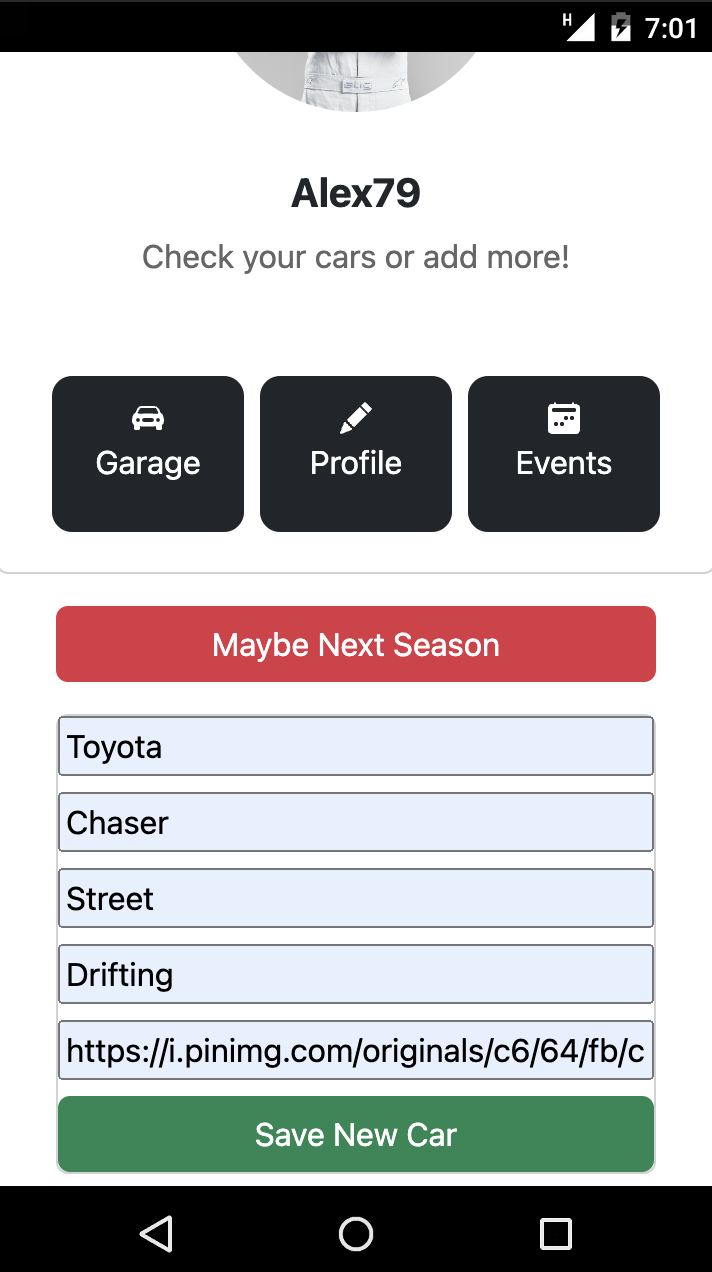 H 7:01
Alex79
Check your cars or add more!
Garage
Profile
Events
Maybe Next Season
Toyota
Chaser
Street
Drifting
https://i.pinimg.com/originals/c6/64/fb/c
Save New Car